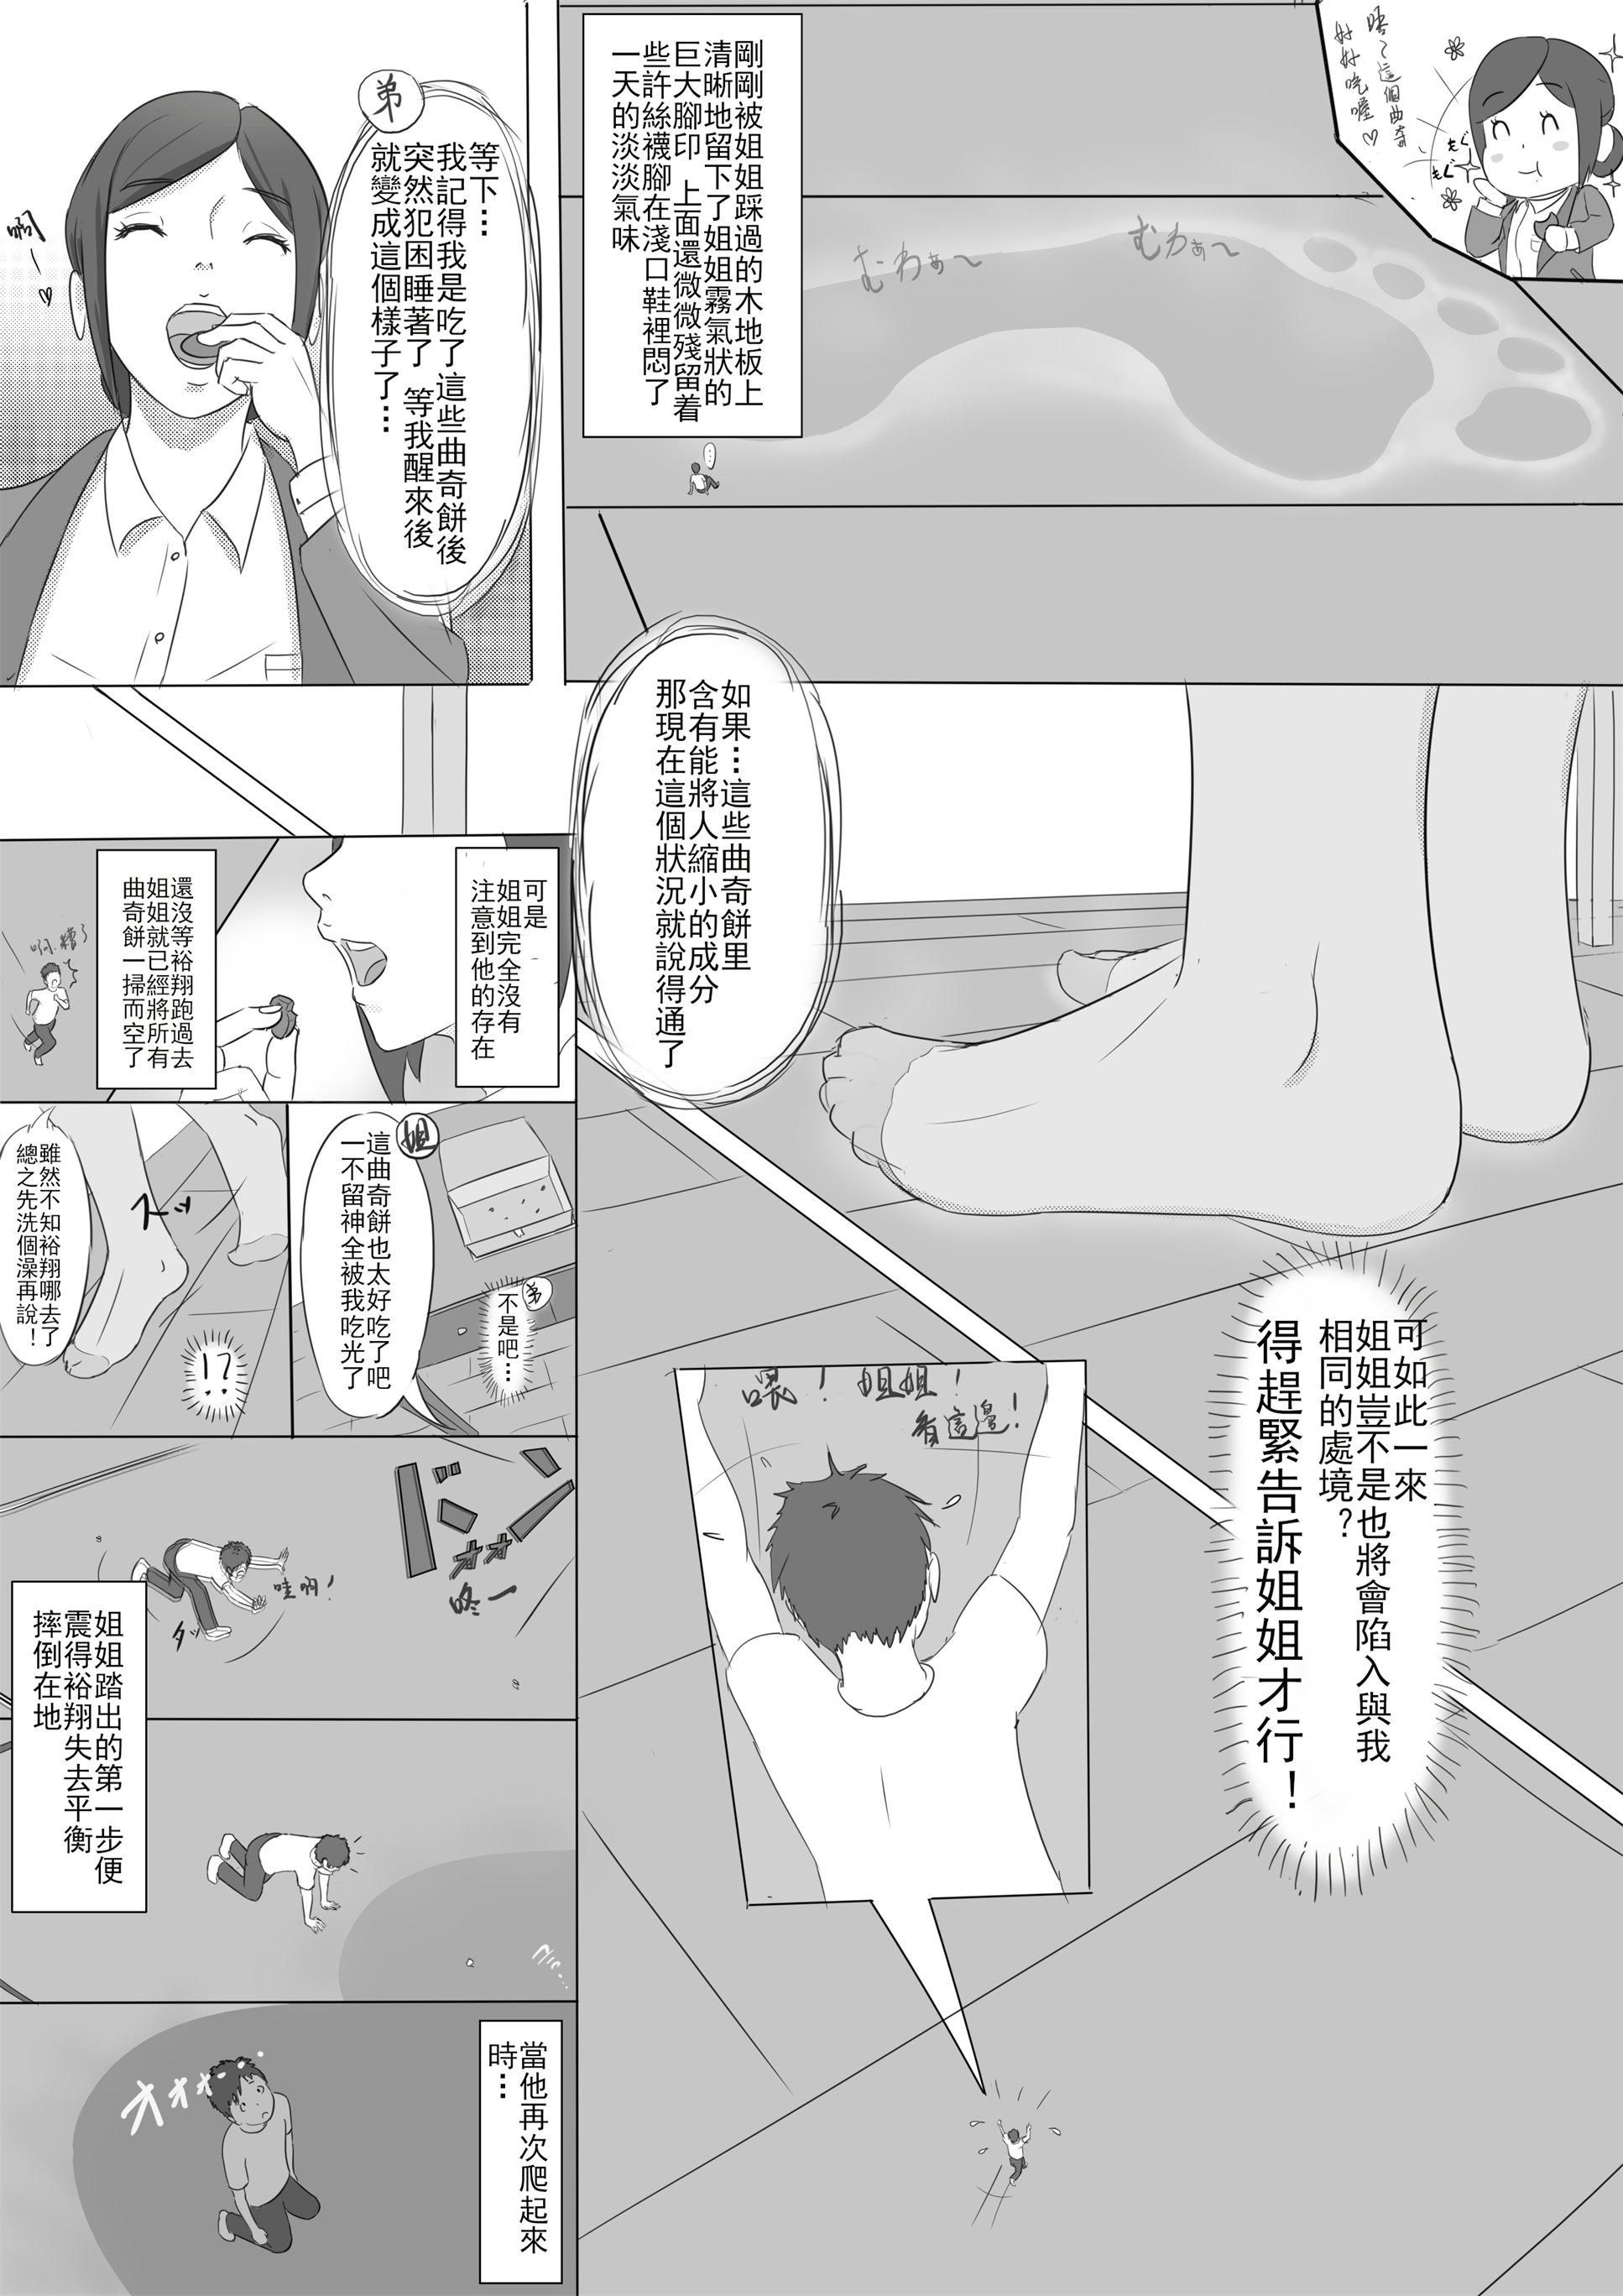 唔~這個曲奇
好好吃喔♡
もぐ
もぐ
剛剛被姐姐踩過的木地板上
清晰地留下了姐姐霧氣狀的
巨大腳印 上面還微微殘留着
些許絲襪腳在淺口鞋裡悶了
一天的淡淡氣味
むわぁ~
むわぁ~
…
弟
等下…
我記得我是吃了這些曲奇餅後
突然犯困睡著了 等我醒來後
就變成這個樣子了…
啊~♡
如果…這些曲奇餅里
含有能將人縮小的成分
那現在這個狀況就說得通了
可如此一來
姐姐豈不是也將會陷入與我
相同的處境?
得趕緊告訴姐姐才行!
喂!姐姐!
看這邊!
可是
姐姐完全沒有
注意到他的存在
還沒等裕翔跑過去
姐姐就已經將所有
曲奇餅一掃而空了
啊.糟了
姐
這曲奇餅也太好吃了吧
一不留神全被我吃光了
弟
不是吧…
雖然不知裕翔哪去了
總之先洗個澡再說!
スッ
!?
ドォォ
咚一
哇啊!
タッ
姐姐踏出的第一步便
震得裕翔失去平衡
摔倒在地
當他再次爬起來
時…
オォォ…